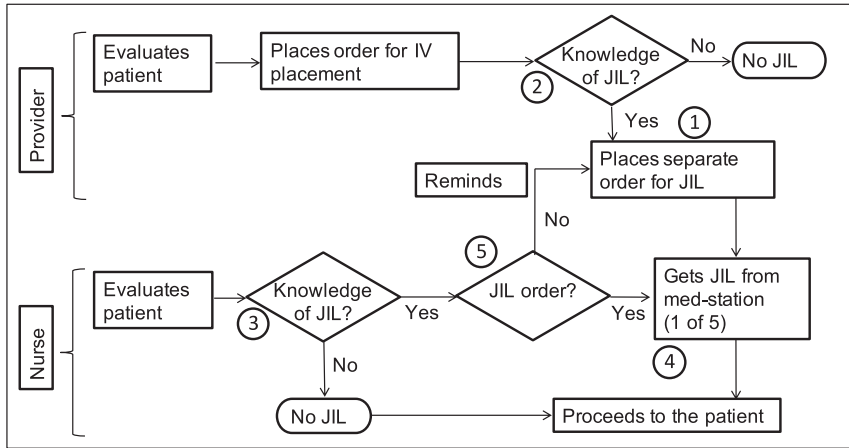 Provider
Evaluates
patient
Places order for IV
placement
Knowledge
of JIL?
2
No
No JIL
Yes
1
Places separate
order for JIL
Reminds
No
Nurse
Evaluates
patient
Knowledge
of JIL?
3
Yes
No
5
JIL order?
Yes
Gets JIL from
med-station
(1 of 5)
4
No JIL
Proceeds to the patient